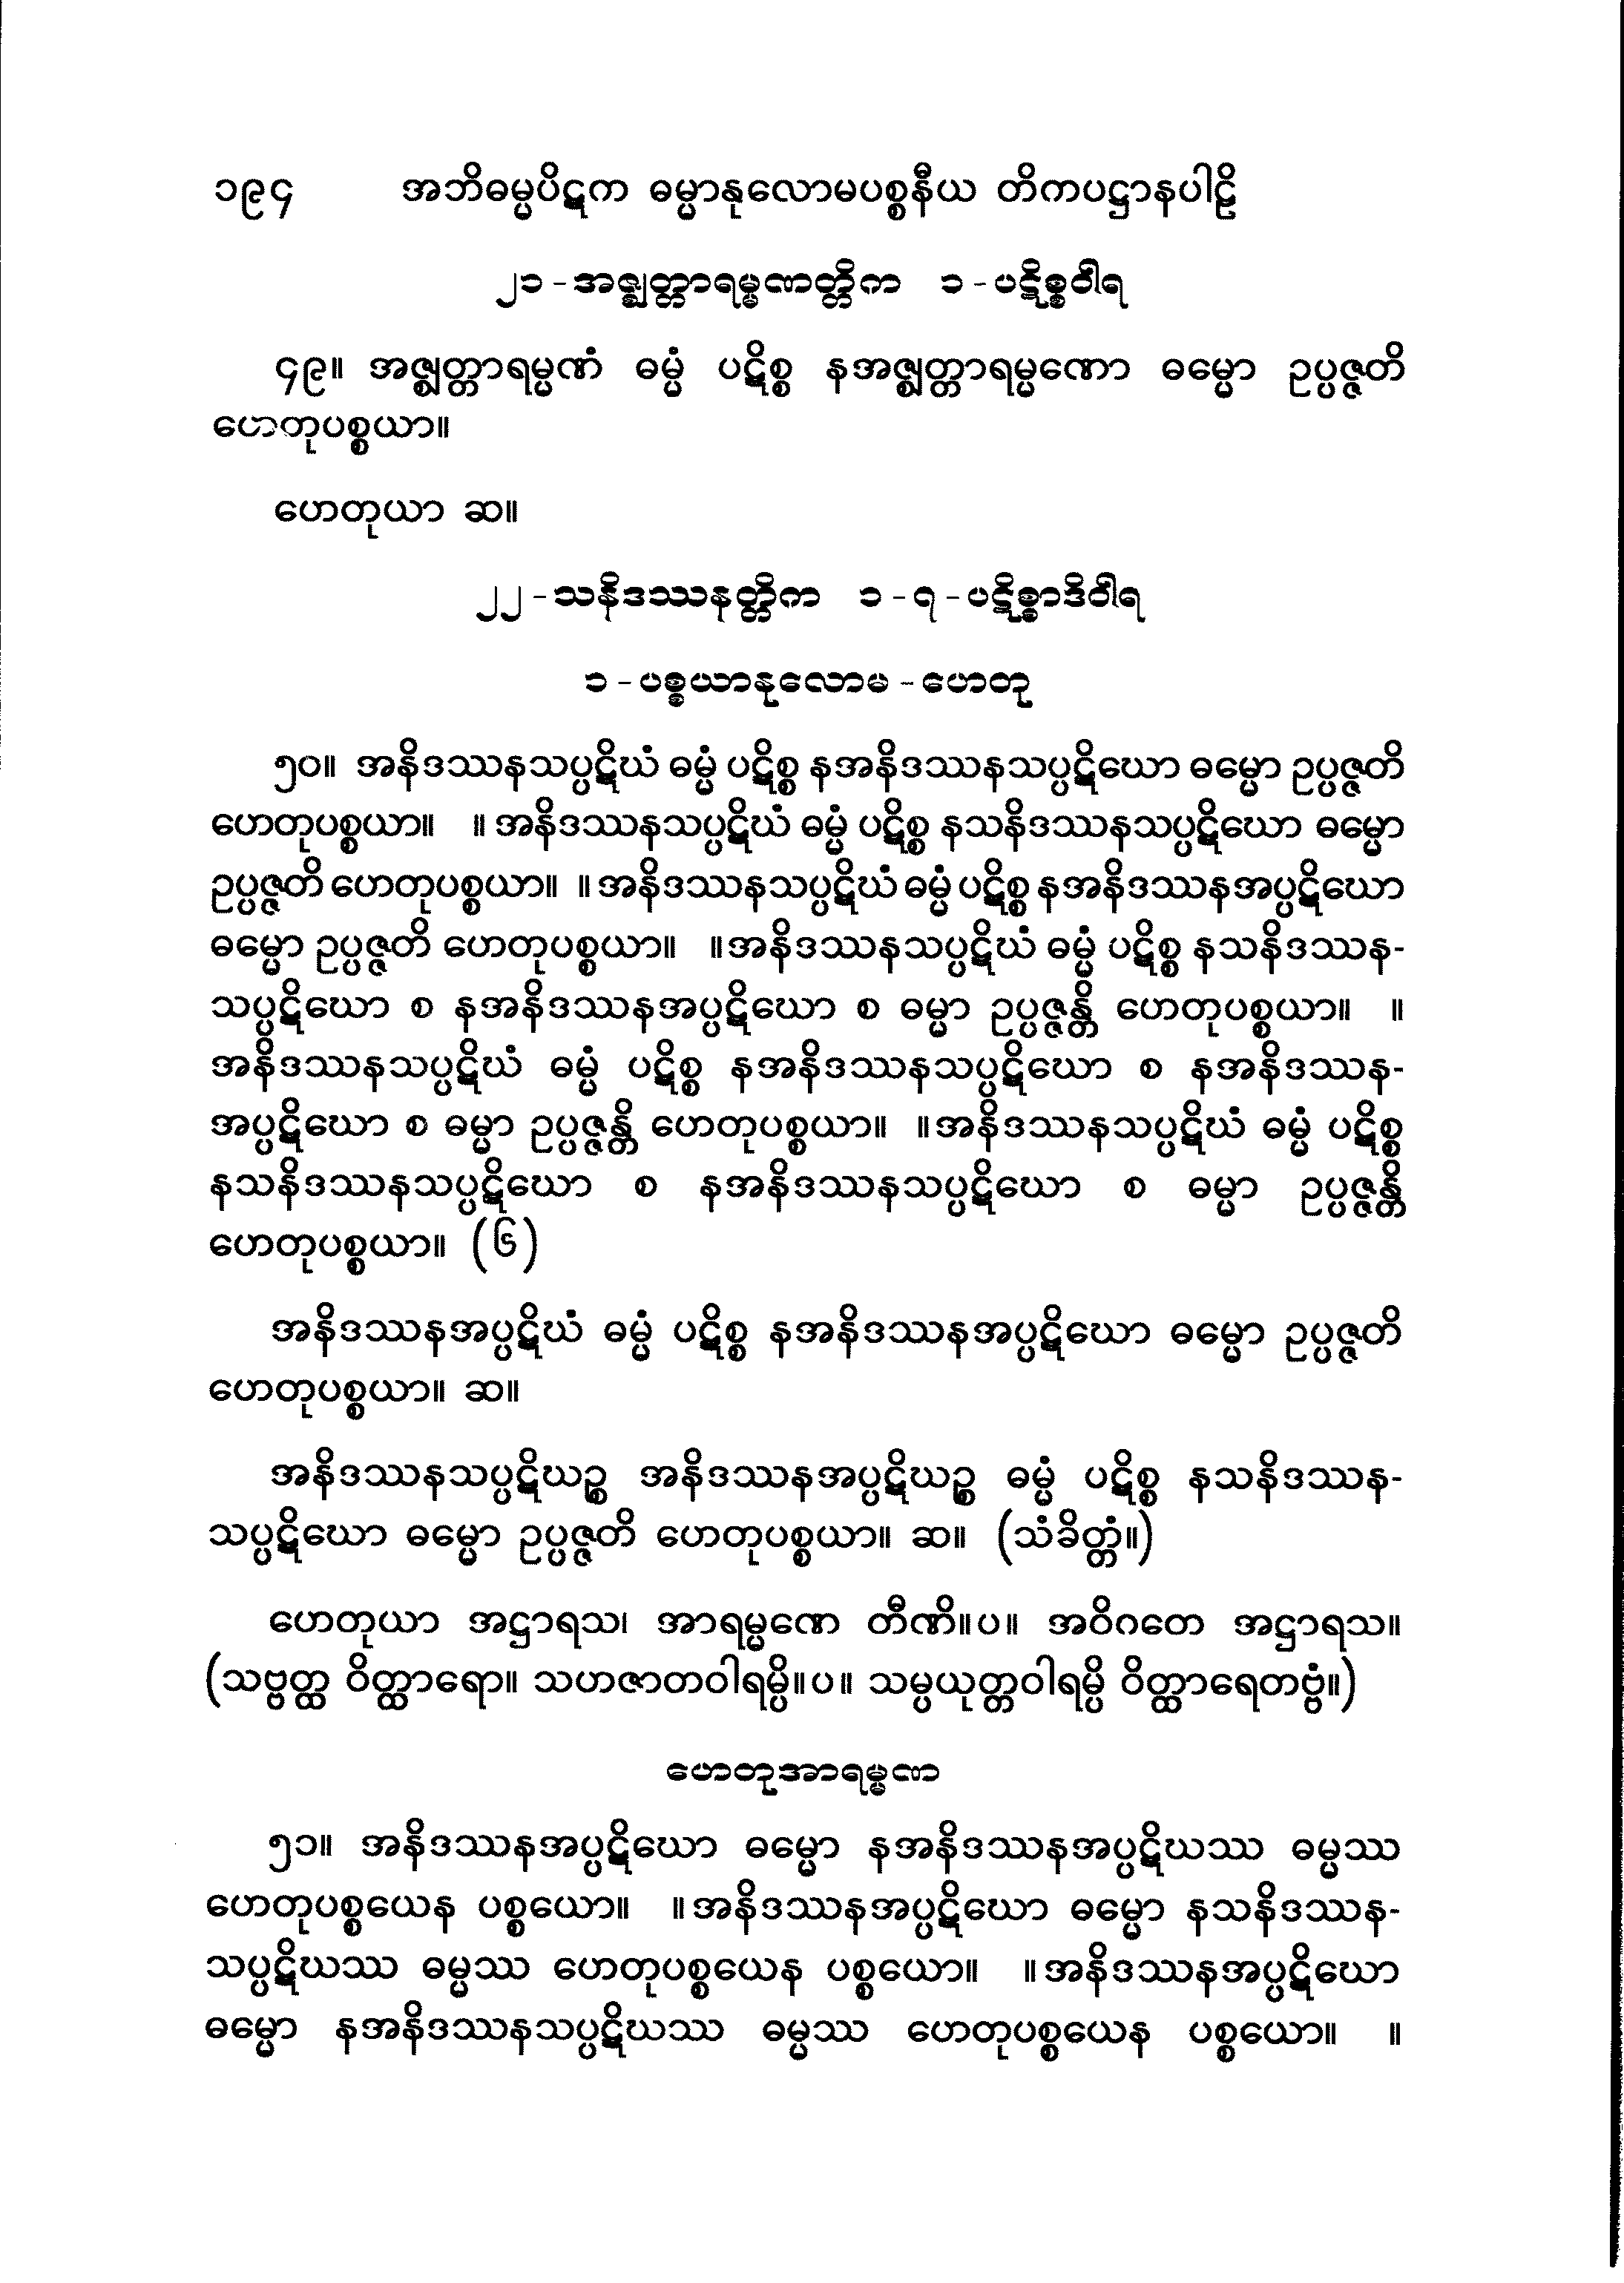 ၁၉၄ အဘိဓမ္မပိဋက ဓမ္မာနုလောမပစ္စနီယ တိကပဋ္ဌာနပါဠိ
၂၁-အဇ္ဈတ္တာရမ္မဏတ္တိက ၁-ပဋိစ္စဝါရ
၄၉။ အဇ္ဈတ္တာရမ္မဏံ ဓမ္မံ ပဋိစ္စ နအဇ္ဈတ္တာရမ္မဏော ဓမ္မော ဥပ္ပဇ္ဇတိ
ဟေတုပစ္စယာ။
ဟေတုယာ ဆ။
၂၂-သနိဒဿနတ္တိက ၁-၇-ပဋိစ္စာဒိဝါရ
၁-ပစ္စယာနုလောမ-ဟေတု
၅၀။ အနိဒဿနသပ္ပဋိဃံ ဓမ္မံ ပဋိစ္စ နအနိဒဿနသပ္ပဋိဃော ဓမ္မော ဥပ္ပဇ္ဇတိ
ဟေတုပစ္စယာ။ ။ အနိဒဿနသပ္ပဋိဃံ ဓမ္မံ ပဋိစ္စ နသနိဒဿနသပ္ပဋိဃော ဓမ္မော
ဥပ္ပဇ္ဇတိ ဟေတုပစ္စယာ။ ။ အနိဒဿနသပ္ပဋိဃံ ဓမ္မံ ပဋိစ္စ နအနိဒဿနအပ္ပဋိဃော
ဓမ္မော ဥပ္ပဇ္ဇတိ ဟေတုပစ္စယာ။ ။အနိဒဿနသပ္ပဋိဃံ ဓမ္မံ ပဋိစ္စ နသနိဒဿန-
သပ္ပဋိဃော စ နအနိဒဿနအပ္ပဋိဃော စ ဓမ္မာ ဥပ္ပဇ္ဇန္တိ ဟေတုပစ္စယာ။ ။
အနိဒဿနသပ္ပဋိဃံ ဓမ္မံ ပဋိစ္စ နအနိဒဿနသပ္ပဋိဃော စ နအနိဒဿန-
အပ္ပဋိဃော စ ဓမ္မာ ဥပ္ပဇ္ဇန္တိ ဟေတုပစ္စယာ။ ။အနိဒဿနသပ္ပဋိဃံ ဓမ္မံ ပဋိစ္စ
နသနိဒဿနသပ္ပဋိဃော စ နအနိဒဿနသပ္ပဋိဃော စ ဓမ္မာ ဥပ္ပဇ္ဇန္တိ
ဟေတုပစ္စယာ။ (၆)
အနိဒဿနအပ္ပဋိဃံ ဓမ္မံ ပဋိစ္စ နအနိဒဿနအပ္ပဋိဃော ဓမ္မော ဥပ္ပဇ္ဇတိ
ဟေတုပစ္စယာ။ ဆ။
အနိဒဿနသပ္ပဋိဃဉ္စ အနိဒဿနအပ္ပဋိဃဉ္စ ဓမ္မံ ပဋိစ္စ နသနိဒဿန-
သပ္ပဋိဃော ဓမ္မော ဥပ္ပဇ္ဇတိ ဟေတုပစ္စယာ။ ဆ။ (သံခိတ္တံ။)
ဟေတုယာ အဋ္ဌာရသ၊ အာရမ္မဏေ တီဏိ။ပ။ အဝိဂတေ အဋ္ဌာရသ။
(သဗ္ဗတ္ထ ဝိတ္ထာရော။ သဟဇာတဝါရမ္ပိ။ပ။ သမ္ပယုတ္တဝါရမ္ပိ ဝိတ္ထာရေတဗ္ဗံ။)
ဟေတုအာရမ္မဏ
၅၁။ အနိဒဿနအပ္ပဋိဃော ဓမ္မော နအနိဒဿနအပ္ပဋိဃဿ ဓမ္မဿ
ဟေတုပစ္စယေန ပစ္စယော။ ။အနိဒဿနအပ္ပဋိဃော ဓမ္မော နသနိဒဿန-
သပ္ပဋိဃဿ ဓမ္မဿ ဟေတုပစ္စယေန ပစ္စယော။ ။အနိဒဿနအပ္ပဋိဃော
ဓမ္မော နအနိဒဿနသပ္ပဋိဃဿ ဓမ္မဿ ဟေတုပစ္စယေန ပစ္စယော။ ။